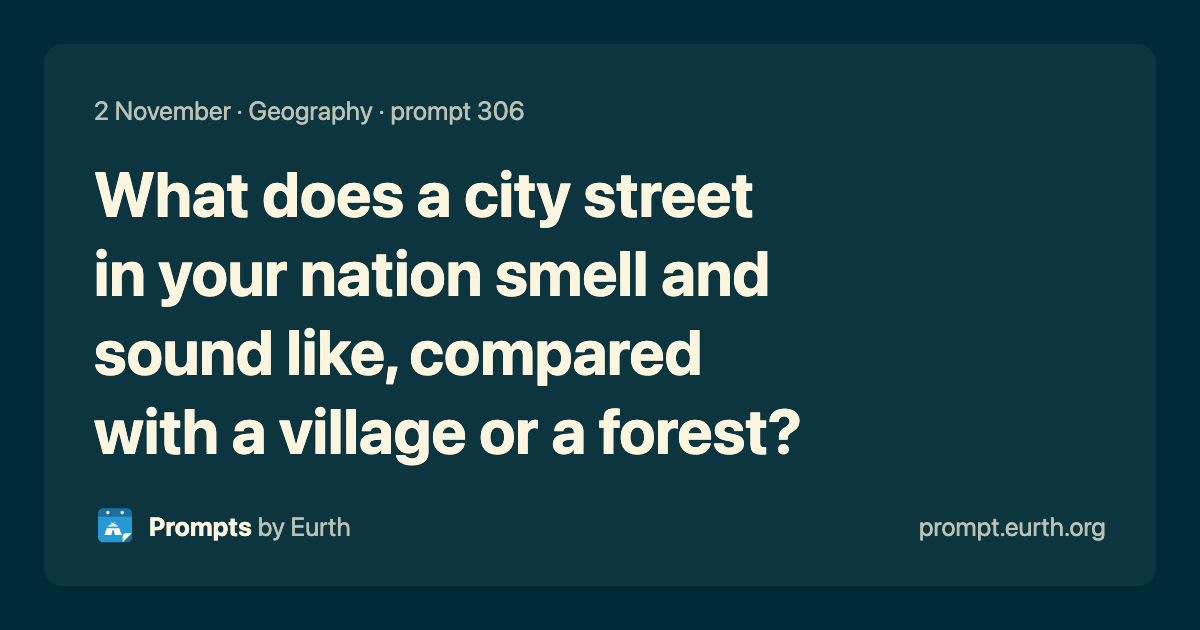 2 November · Geography · prompt 306
What does a city street
in your nation smell and
sound like, compared
with a village or a forest?
Prompts by Eurth
prompt.eurth.org